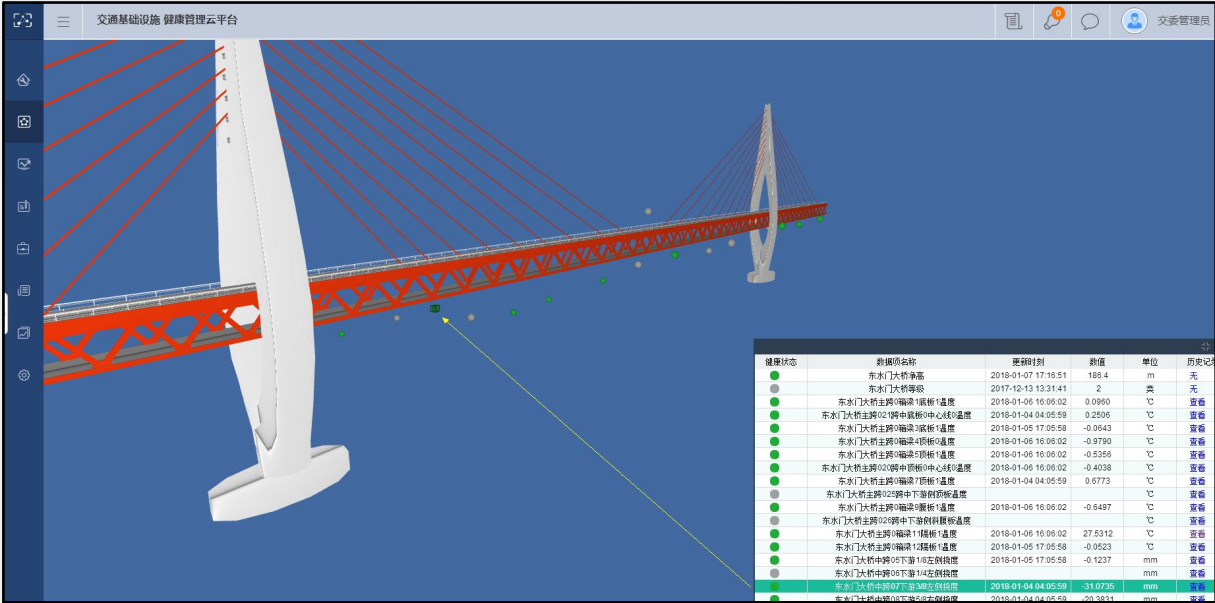 交通基础设施 健康管理云平台 0 交委管理员
健康状态 数据项名称 更新时刻 数值 单位 历史记录
东水门大桥净高 2018-01-07 17:16:51 186.4 m 无
东水门大桥等级 2017-12-13 13:31:41 2 类 无
东水门大桥主跨0箱梁1底板1温度 2018-01-06 16:06:02 0.0960 ℃ 查看
东水门大桥主跨021跨中底板0中心线0温度 2018-01-04 04:05:59 0.2506 ℃ 查看
东水门大桥主跨0箱梁3底板1温度 2018-01-05 17:05:58 -0.0643 ℃ 查看
东水门大桥主跨0箱梁4顶板0温度 2018-01-06 16:06:02 -0.9790 ℃ 查看
东水门大桥主跨0箱梁5顶板1温度 2018-01-06 16:06:02 -0.5356 ℃ 查看
东水门大桥主跨020跨中顶板0中心线0温度 2018-01-06 16:06:02 -0.4038 ℃ 查看
东水门大桥主跨0箱梁7顶板1温度 2018-01-04 04:05:59 0.6773 ℃ 查看
东水门大桥主跨025跨中下游侧顶板温度 ℃ 查看
东水门大桥主跨0箱梁9腹板1温度 2018-01-06 16:06:02 -0.6497 ℃ 查看
东水门大桥主跨026跨中下游侧斜腹板温度 ℃ 查看
东水门大桥主跨0箱梁11隔板1温度 2018-01-06 16:06:02 27.5312 ℃ 查看
东水门大桥主跨0箱梁12隔板1温度 2018-01-05 17:05:58 -0.0523 ℃ 查看
东水门大桥中跨05下游1/8左侧挠度 2018-01-05 17:05:58 -0.1237 mm 查看
东水门大桥中跨06下游1/4左侧挠度 mm 查看
东水门大桥中跨07下游3/8左侧挠度 2018-01-04 04:05:59 -31.0735 mm 查看
东水门大桥中跨08下游5/8左侧挠度 2018-01-04 04:05:59 -20.3831 mm 查看